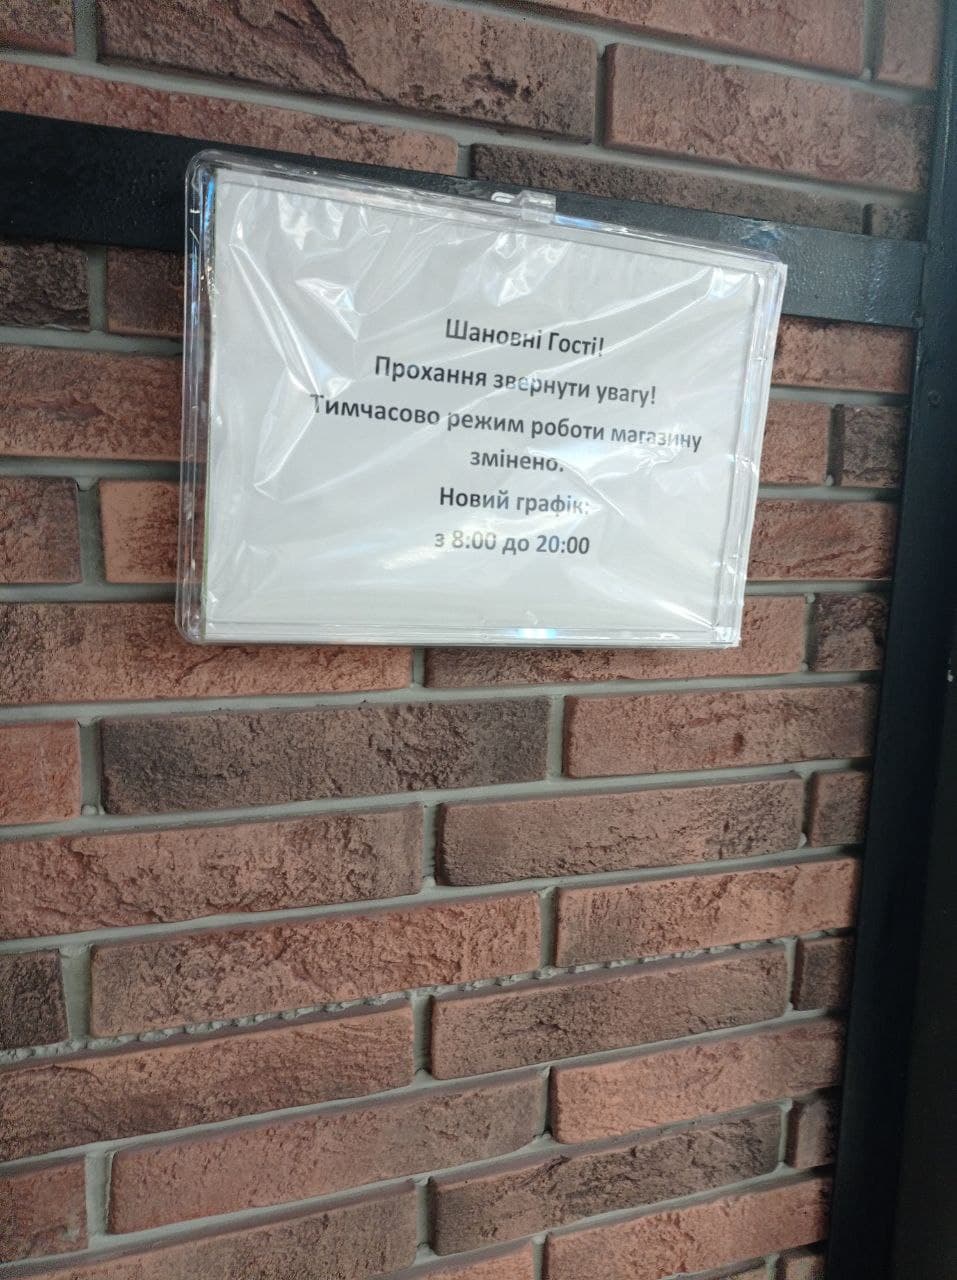 Шановні Гості!
Прохання звернути увагу!
Тимчасово режим роботи магазину
змінено.
Новий графік:
з 8:00 до 20:00